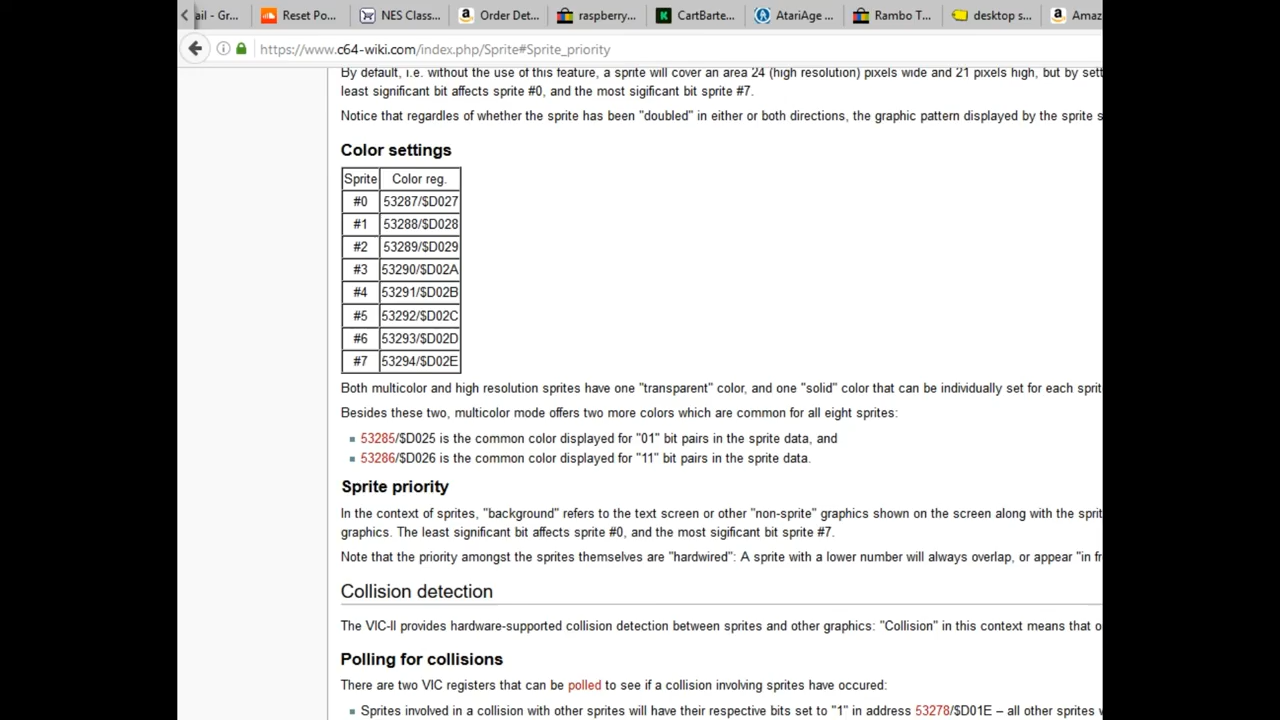 ail - Gr...
Reset Po...
NES Class...
Order Det...
raspberry...
K CartBarte...
AtariAge ...
Rambo T...
desktop s...
Amaz
https://www.c64-wiki.com/index.php/Sprite#Sprite_priority
By default, i.e. without the use of this feature, a sprite will cover an area 24 (high resolution) pixels wide and 21 pixels high, but by sett
least significant bit affects sprite #0, and the most sigificant bit sprite #7.
Notice that regardles of whether the sprite has been "doubled" in either or both directions, the graphic pattern displayed by the sprite s
Color settings
Sprite Color reg.
#0 53287/$D027
#1 53288/$D028
#2 53289/$D029
#3 53290/$D02A
#4 53291/$D02B
#5 53292/$D02C
#6 53293/$D02D
#7 53294/$D02E
Both multicolor and high resolution sprites have one "transparent" color, and one "solid" color that can be individually set for each sprit
Besides these two, multicolor mode offers two more colors which are common for all eight sprites:
53285/$D025 is the common color displayed for "01" bit pairs in the sprite data, and
53286/$D026 is the common color displayed for "11" bit pairs in the sprite data.
Sprite priority
In the context of sprites, "background" refers to the text screen or other "non-sprite" graphics shown on the screen along with the sprit
graphics. The least significant bit affects sprite #0, and the most sigificant bit sprite #7.
Note that the priority amongst the sprites themselves are "hardwired": A sprite with a lower number will always overlap, or appear "in fr
Collision detection
The VIC-II provides hardware-supported collision detection between sprites and other graphics: "Collision" in this context means that o
Polling for collisions
There are two VIC registers that can be polled to see if a collision involving sprites have occured:
Sprites involved in a collision with other sprites will have their respective bits set to "1" in address 53278/$D01E – all other sprites w